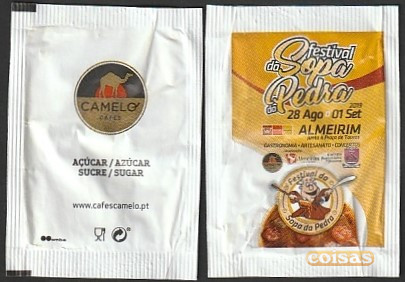 CAMELO
CAFÉS
AÇÚCAR/AZÚCAR
SUCRE/SUGAR
www.cafescamelo.pt
festival
da Sopa
da Pedra
2019
28 Ago · 01 Set
ALMEIRIM
junto à Praça de Touros
GASTRONOMIA · ARTESANATO · CONCERTOS
Festival da
Sopa da Pedra
coisas